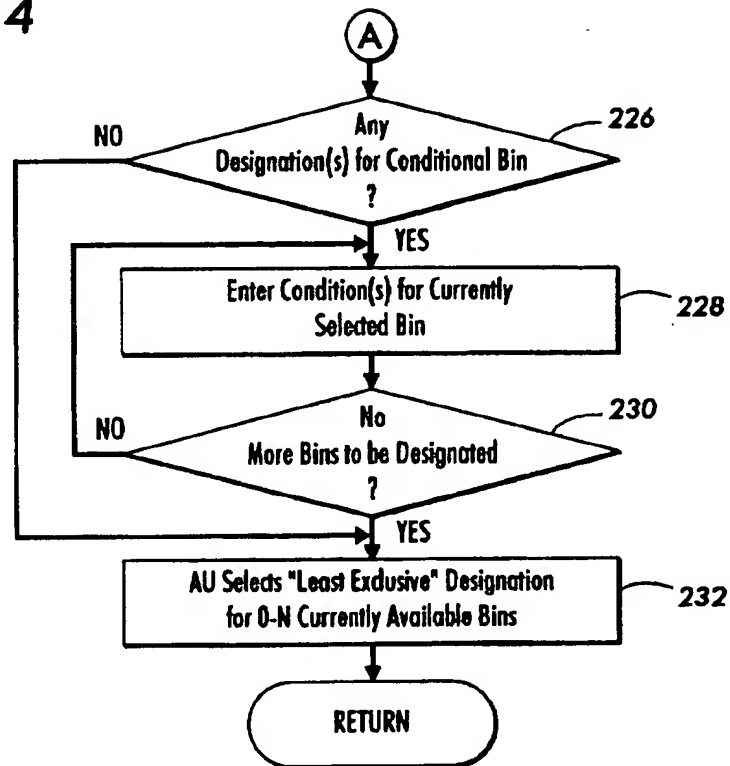 4
A
Any
Designation(s) for Conditional Bin
?
226
NO
YES
Enter Condition(s) for Currently
Selected Bin
228
No
More Bins to be Designated
?
230
NO
YES
AU Selects "Least Exclusive" Designation
for 0-N Currently Available Bins
232
RETURN